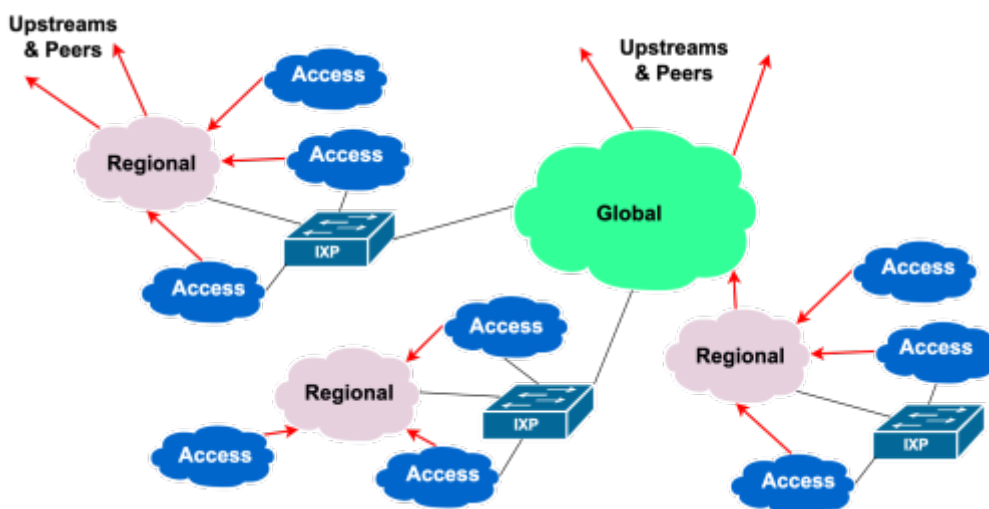 Upstreams
& Peers
Access
Upstreams
& Peers
Access
Regional
Global
IXP
Access
Access
Access
Access
Regional
Regional
Access
IXP
Access
Access
IXP
Access